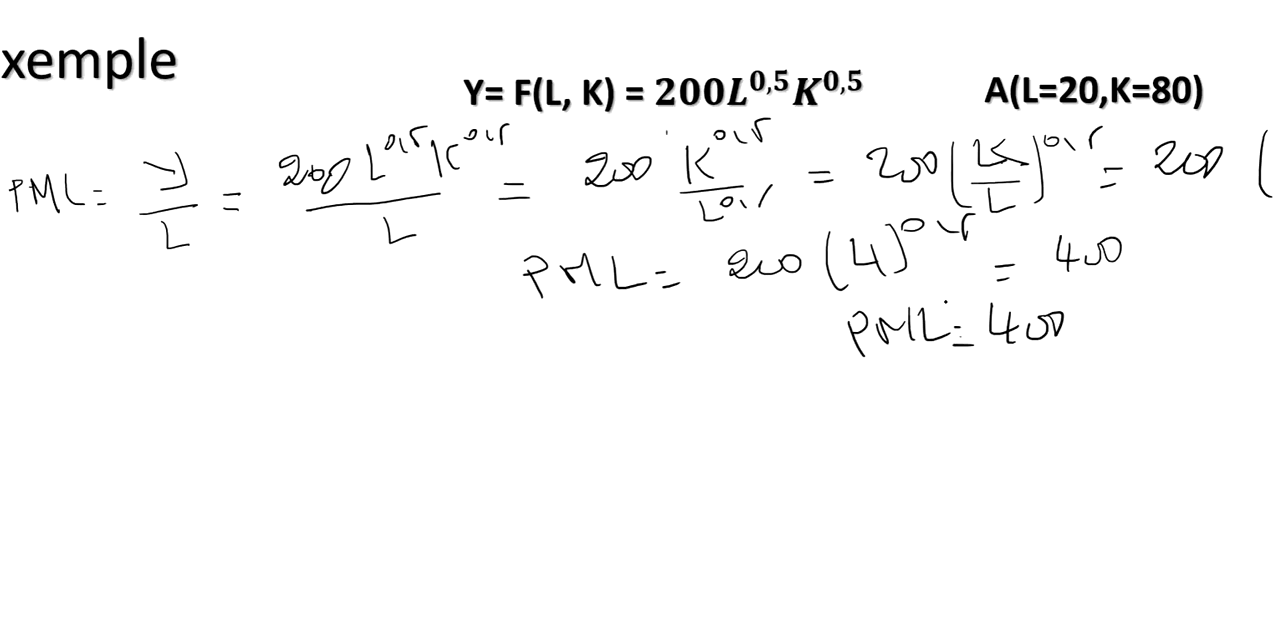 xemple
Y= F(L, K) = 200L^0,5 K^0,5 A(L=20,K=80)
PML = Y/L = 200 L^0,5 K^0,5 / L = 200 K^0,5 / L^0, = 200 (K/L)^0,5 = 200 (
PML = 200 (4)^0,5 = 400
PML = 400